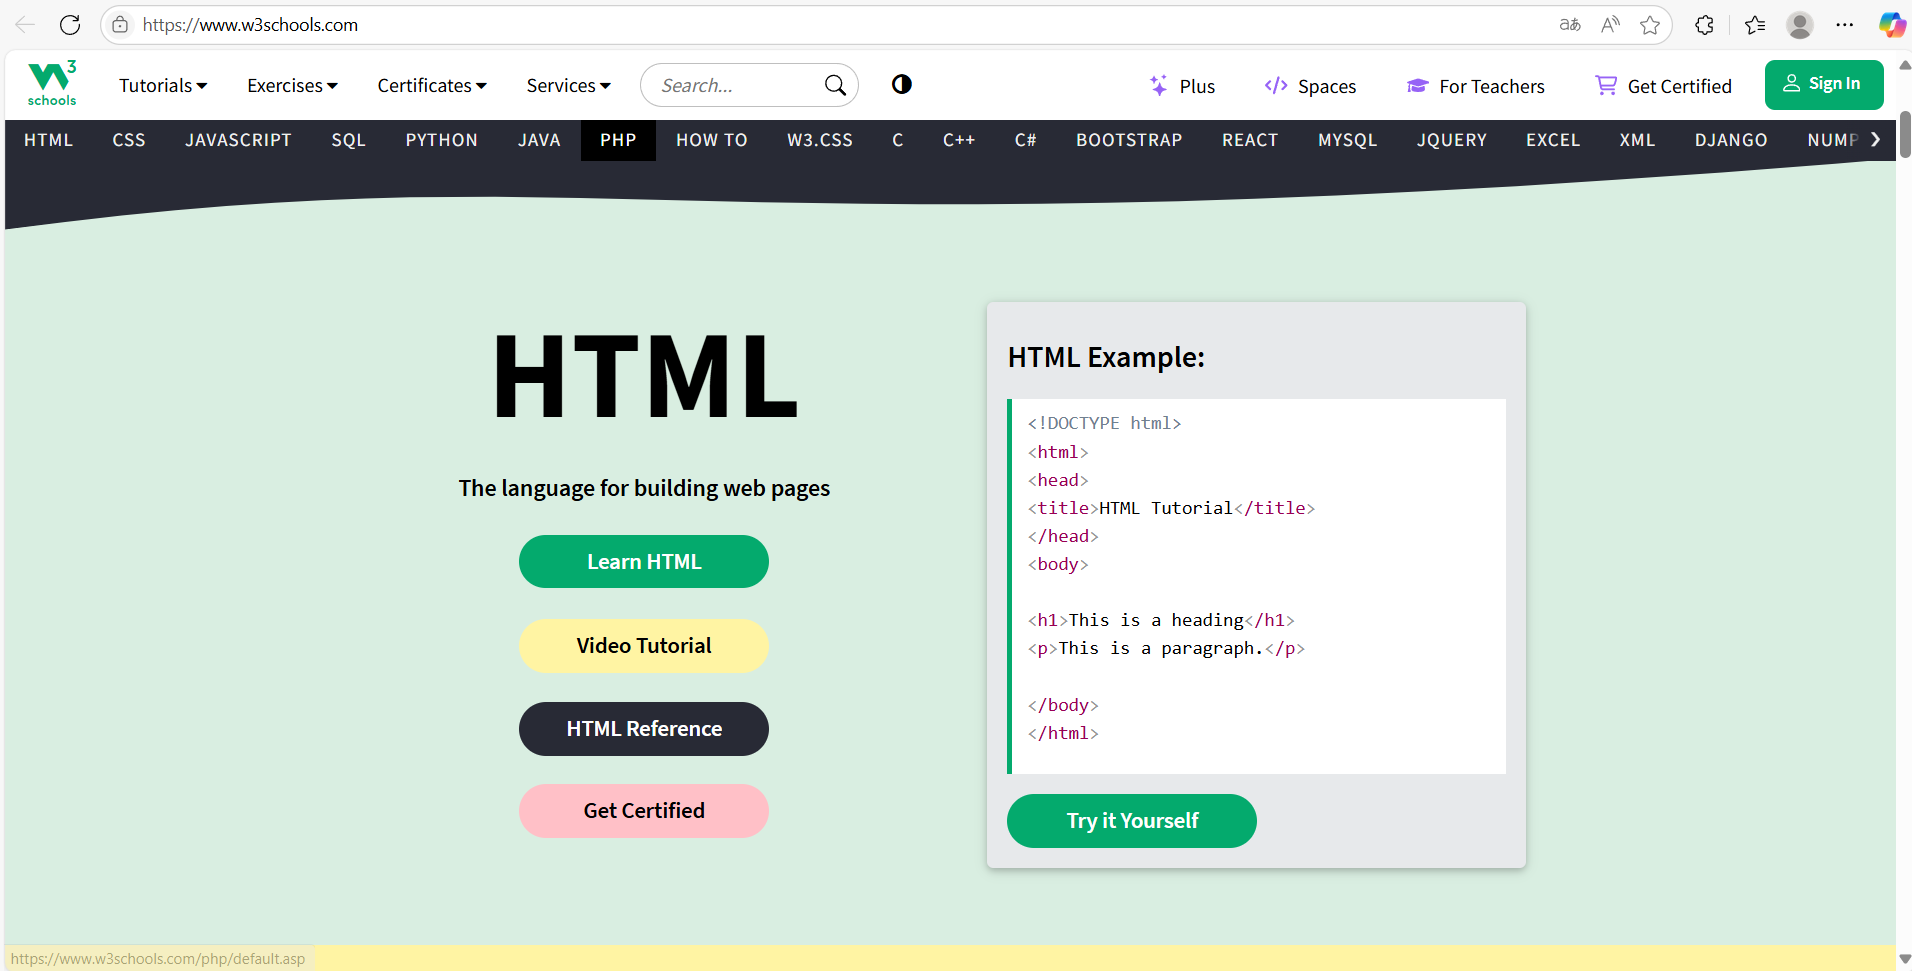 https://www.w3schools.com
W3 schools
Tutorials Exercises Certificates Services Search... Plus Spaces For Teachers Get Certified Sign In
HTML CSS JAVASCRIPT SQL PYTHON JAVA PHP HOW TO W3.CSS C C++ C# BOOTSTRAP REACT MYSQL JQUERY EXCEL XML DJANGO NUMP
HTML
The language for building web pages
Learn HTML
Video Tutorial
HTML Reference
Get Certified
HTML Example:
<!DOCTYPE html>
<html>
<head>
<title>HTML Tutorial</title>
</head>
<body>
<h1>This is a heading</h1>
<p>This is a paragraph.</p>
</body>
</html>
Try it Yourself
https://www.w3schools.com/php/default.asp